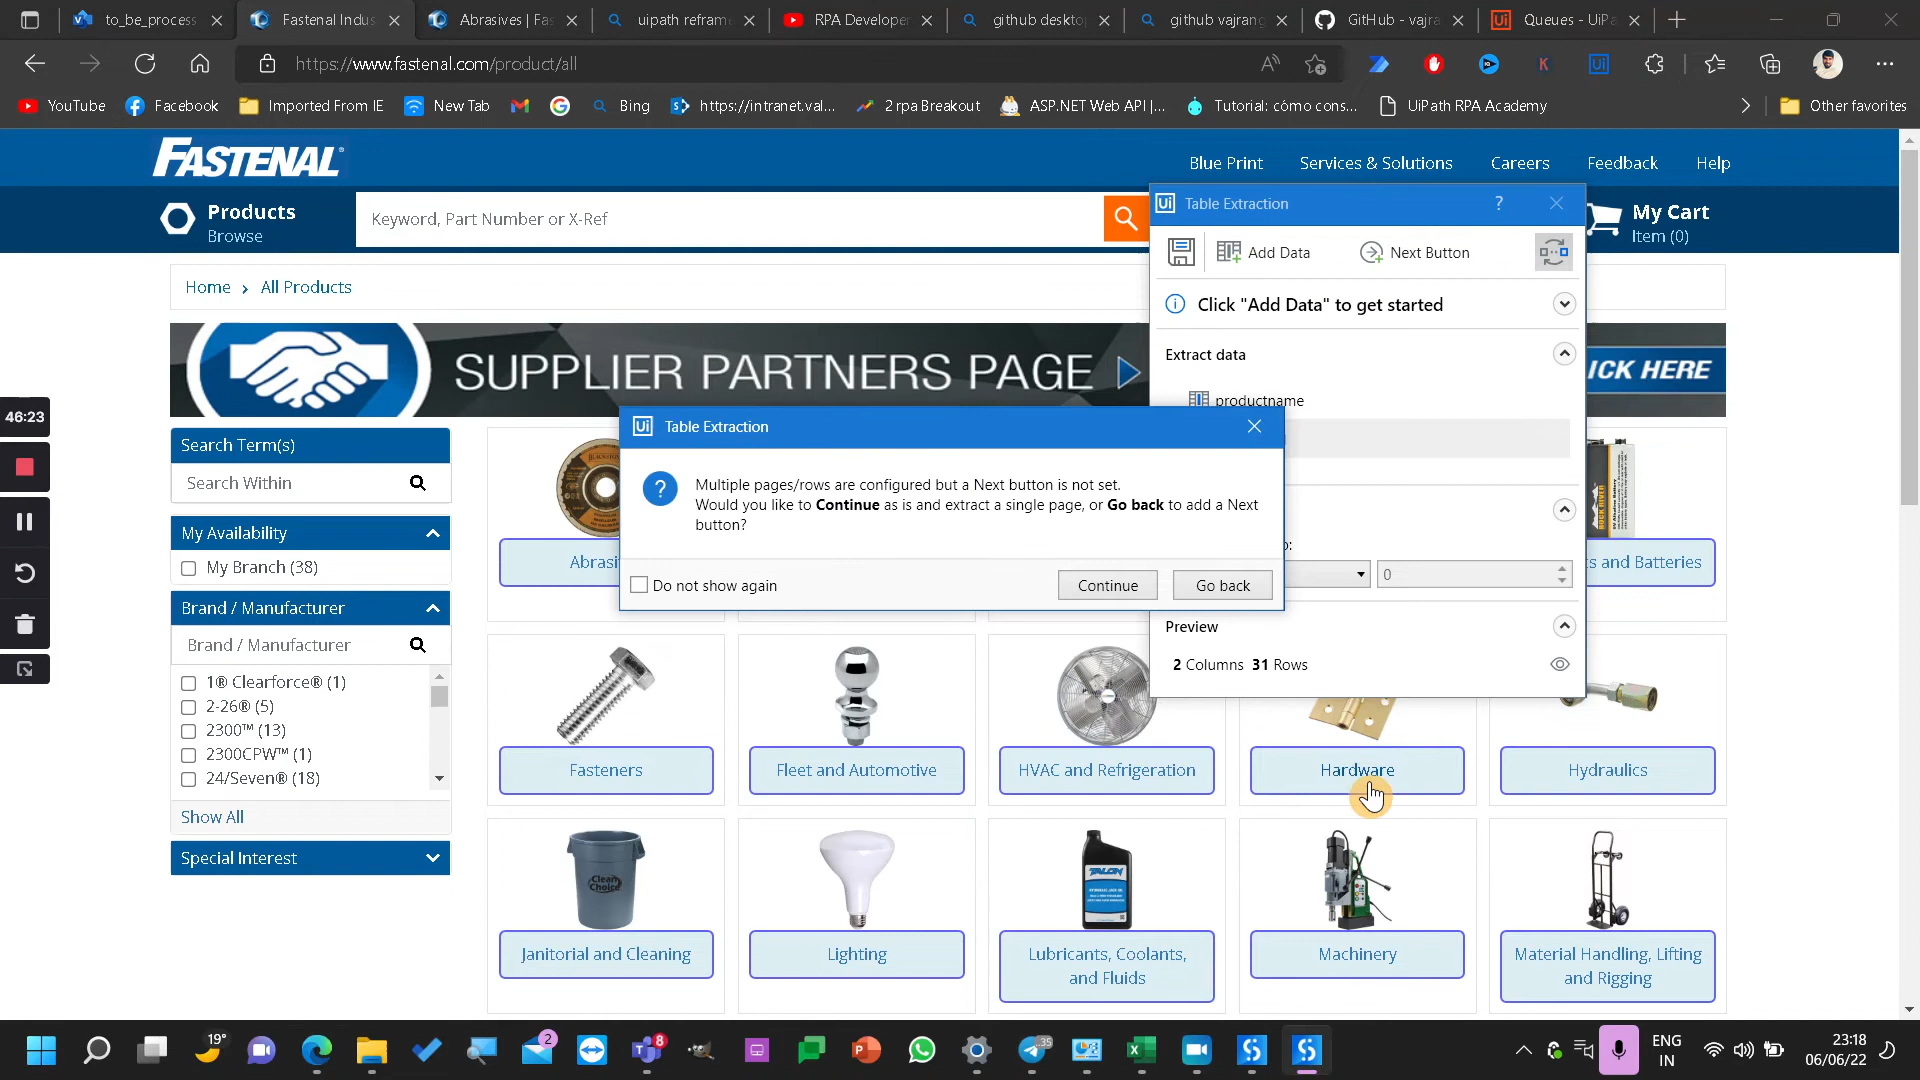 to_be_process
Fastenal Indus
Abrasives | Fas
uipath refram
RPA Developer
github deskto
github vajrang
GitHub - vajra
Queues - UiPa
https://www.fastenal.com/product/all
YouTube
Facebook
Imported From IE
New Tab
Bing
https://intranet.val...
2 rpa Breakout
ASP.NET Web API |...
Tutorial: cómo cons...
UiPath RPA Academy
Other favorites
FASTENAL
Blue Print
Services & Solutions
Careers
Feedback
Help
Products
Browse
Keyword, Part Number or X-Ref
My Cart
Item (0)
Home > All Products
SUPPLIER PARTNERS PAGE
LICK HERE
Ui Table Extraction
?
Add Data
Next Button
Click "Add Data" to get started
Extract data
productname
0
Preview
2 Columns 31 Rows
Ui Table Extraction
Multiple pages/rows are configured but a Next button is not set.
Would you like to Continue as is and extract a single page, or Go back to add a Next
button?
Do not show again
Continue
Go back
46:23
Search Term(s)
Search Within
My Availability
My Branch (38)
Brand / Manufacturer
Brand / Manufacturer
1® Clearforce® (1)
2-26® (5)
2300™ (13)
2300CPW™ (1)
24/Seven® (18)
Show All
Special Interest
Abrasi
s and Batteries
Fasteners
Fleet and Automotive
HVAC and Refrigeration
Hardware
Hydraulics
Clean Choice
TALON
Janitorial and Cleaning
Lighting
Lubricants, Coolants,
and Fluids
Machinery
Material Handling, Lifting
and Rigging
19°
2
8
39
ENG
IN
23:18
06/06/22